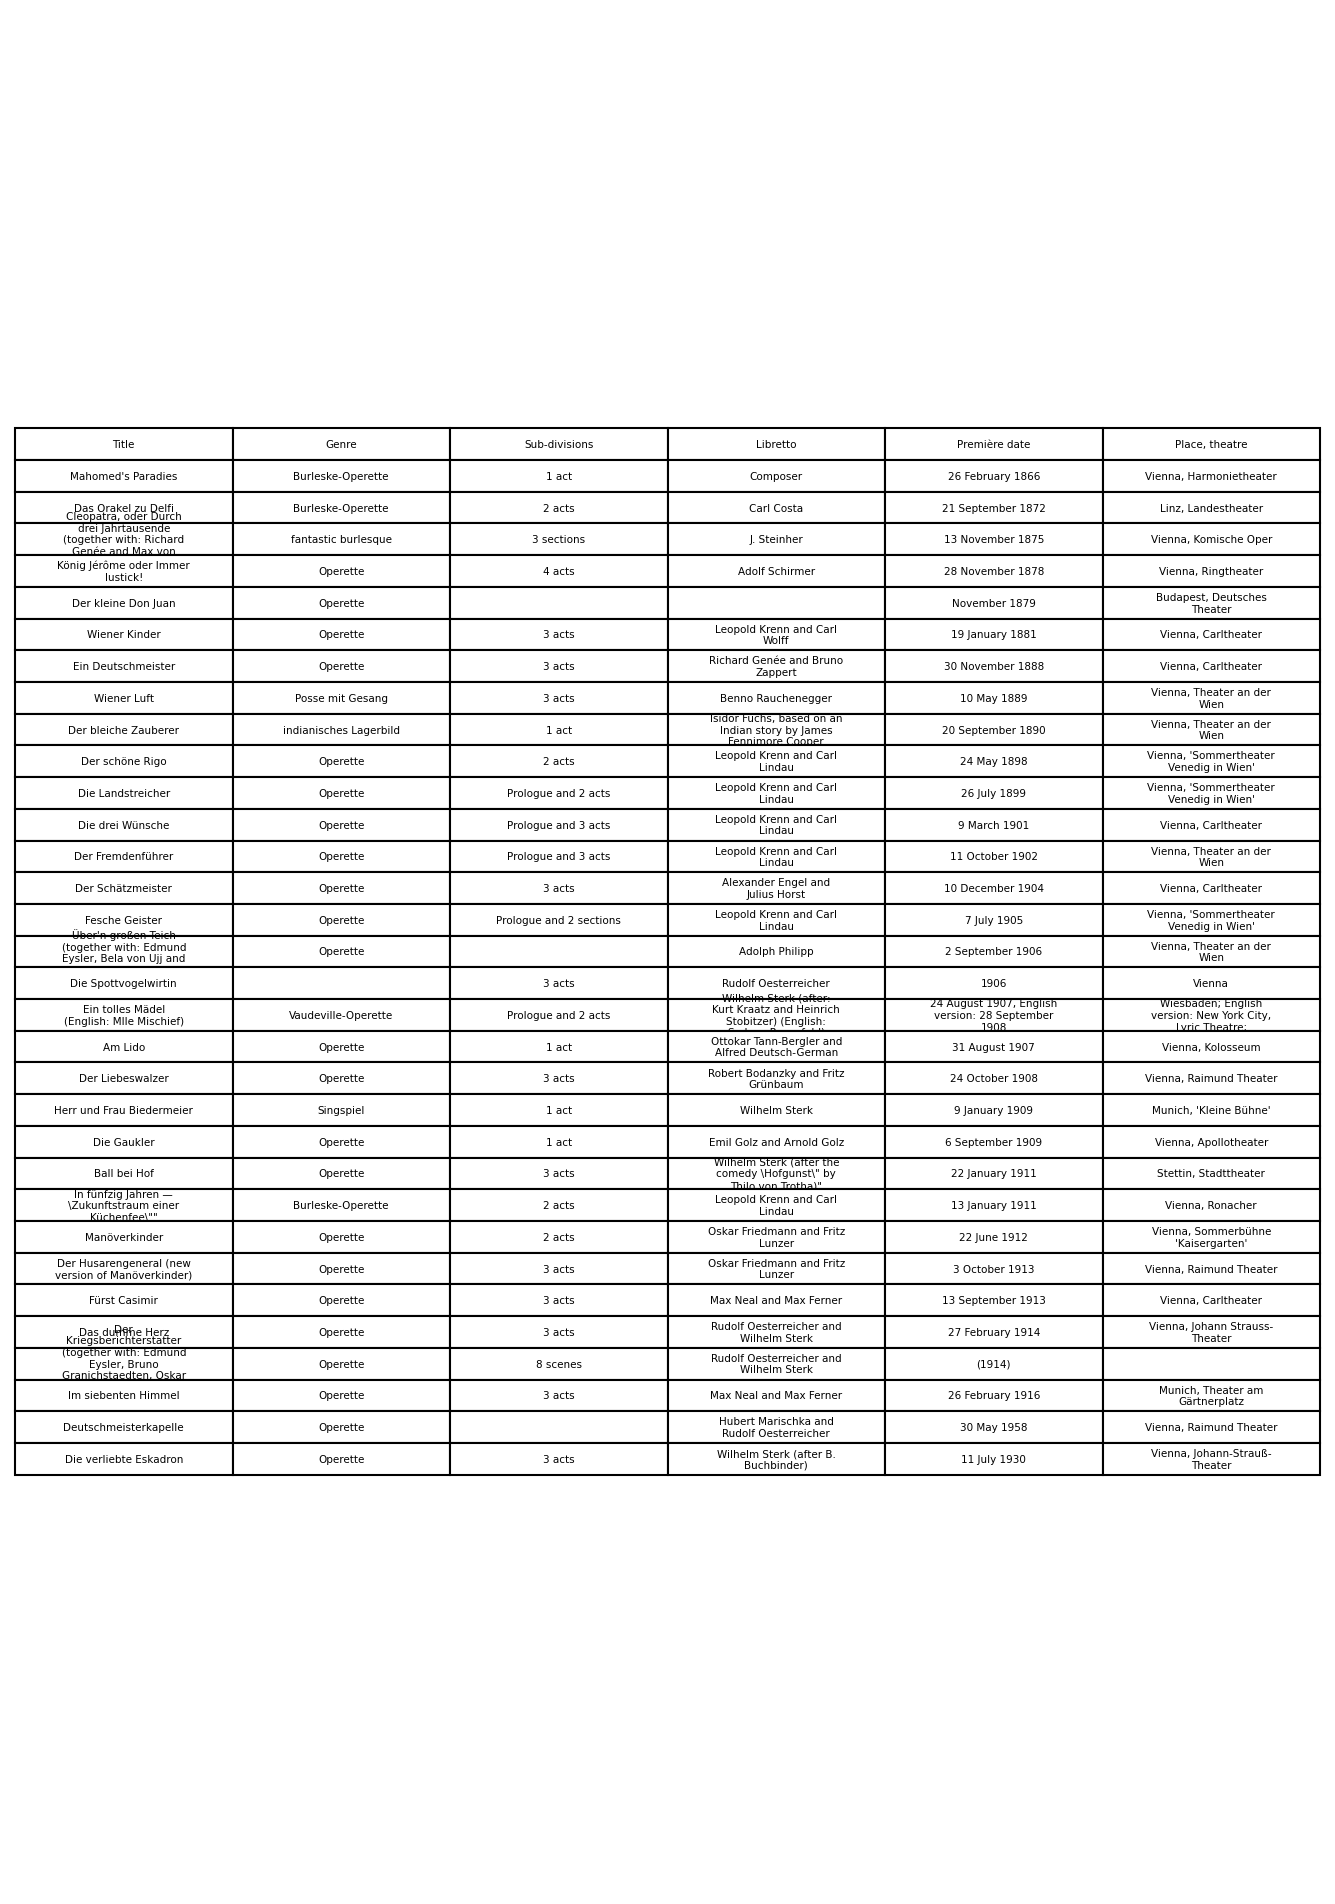 Title Genre Sub-divisions Libretto Première date Place, theatre
Mahomed's Paradies Burleske-Operette 1 act Composer 26 February 1866 Vienna, Harmonietheater
Das Orakel zu Delfi Burleske-Operette 2 acts Carl Costa 21 September 1872 Linz, Landestheater
Cleopatra, oder Durch
drei Jahrtausende
(together with: Richard
Genée and Max von
fantastic burlesque 3 sections J. Steinher 13 November 1875 Vienna, Komische Oper
König Jérôme oder Immer
lustick!
Operette 4 acts Adolf Schirmer 28 November 1878 Vienna, Ringtheater
Der kleine Don Juan Operette November 1879
Budapest, Deutsches
Theater
Wiener Kinder Operette 3 acts
Leopold Krenn and Carl
Wolff
19 January 1881 Vienna, Carltheater
Ein Deutschmeister Operette 3 acts
Richard Genée and Bruno
Zappert
30 November 1888 Vienna, Carltheater
Wiener Luft Posse mit Gesang 3 acts Benno Rauchenegger 10 May 1889
Vienna, Theater an der
Wien
Der bleiche Zauberer indianisches Lagerbild 1 act
Isidor Fuchs, based on an
Indian story by James
Fennimore Cooper
20 September 1890
Vienna, Theater an der
Wien
Der schöne Rigo Operette 2 acts
Leopold Krenn and Carl
Lindau
24 May 1898
Vienna, 'Sommertheater
Venedig in Wien'
Die Landstreicher Operette Prologue and 2 acts
Leopold Krenn and Carl
Lindau
26 July 1899
Vienna, 'Sommertheater
Venedig in Wien'
Die drei Wünsche Operette Prologue and 3 acts
Leopold Krenn and Carl
Lindau
9 March 1901 Vienna, Carltheater
Der Fremdenführer Operette Prologue and 3 acts
Leopold Krenn and Carl
Lindau
11 October 1902
Vienna, Theater an der
Wien
Der Schätzmeister Operette 3 acts
Alexander Engel and
Julius Horst
10 December 1904 Vienna, Carltheater
Fesche Geister Operette Prologue and 2 sections
Leopold Krenn and Carl
Lindau
7 July 1905
Vienna, 'Sommertheater
Venedig in Wien'
Über'n großen Teich
(together with: Edmund
Eysler, Bela von Ujj and
Operette Adolph Philipp 2 September 1906
Vienna, Theater an der
Wien
Die Spottvogelwirtin 3 acts Rudolf Oesterreicher 1906 Vienna
Ein tolles Mädel
(English: Mlle Mischief)
Vaudeville-Operette Prologue and 2 acts
Wilhelm Sterk (after:
Kurt Kraatz and Heinrich
Stobitzer) (English:
24 August 1907, English
version: 28 September
1908
Wiesbaden; English
version: New York City,
Lyric Theatre;
Am Lido Operette 1 act
Ottokar Tann-Bergler and
Alfred Deutsch-German
31 August 1907 Vienna, Kolosseum
Der Liebeswalzer Operette 3 acts
Robert Bodanzky and Fritz
Grünbaum
24 October 1908 Vienna, Raimund Theater
Herr und Frau Biedermeier Singspiel 1 act Wilhelm Sterk 9 January 1909 Munich, 'Kleine Bühne'
Die Gaukler Operette 1 act Emil Golz and Arnold Golz 6 September 1909 Vienna, Apollotheater
Ball bei Hof Operette 3 acts
Wilhelm Sterk (after the
comedy \Hofgunst\" by
Thilo von Trotha)"
22 January 1911 Stettin, Stadttheater
In fünfzig Jahren —
\Zukunftstraum einer
Küchenfee\""
Burleske-Operette 2 acts
Leopold Krenn and Carl
Lindau
13 January 1911 Vienna, Ronacher
Manöverkinder Operette 2 acts
Oskar Friedmann and Fritz
Lunzer
22 June 1912
Vienna, Sommerbühne
'Kaisergarten'
Der Husarengeneral (new
version of Manöverkinder)
Operette 3 acts
Oskar Friedmann and Fritz
Lunzer
3 October 1913 Vienna, Raimund Theater
Fürst Casimir Operette 3 acts Max Neal and Max Ferner 13 September 1913 Vienna, Carltheater
Das dumme Herz Operette 3 acts
Rudolf Oesterreicher and
Wilhelm Sterk
27 February 1914
Vienna, Johann Strauss-
Theater
Der
Kriegsberichterstatter
(together with: Edmund
Eysler, Bruno
Granichstaedten, Oskar
Operette 8 scenes
Rudolf Oesterreicher and
Wilhelm Sterk
(1914)
Im siebenten Himmel Operette 3 acts Max Neal and Max Ferner 26 February 1916
Munich, Theater am
Gärtnerplatz
Deutschmeisterkapelle Operette
Hubert Marischka and
Rudolf Oesterreicher
30 May 1958 Vienna, Raimund Theater
Die verliebte Eskadron Operette 3 acts
Wilhelm Sterk (after B.
Buchbinder)
11 July 1930
Vienna, Johann-Strauß-
Theater